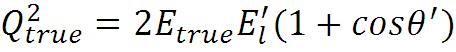 Q²_true = 2E_true E′_l(1 + cosθ′)